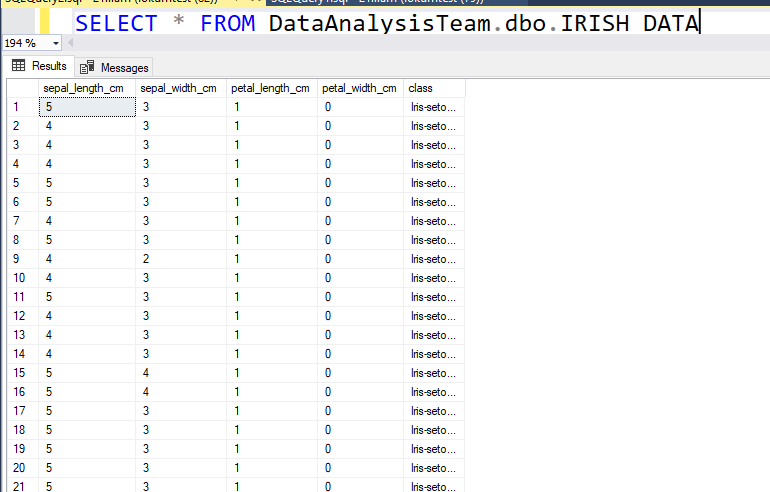 SELECT * FROM DataAnalysisTeam.dbo.IRISH DATA
194 %
Results Messages
sepal_length_cm sepal_width_cm petal_length_cm petal_width_cm class
1 5 3 1 0 Iris-seto...
2 4 3 1 0 Iris-seto...
3 4 3 1 0 Iris-seto...
4 4 3 1 0 Iris-seto...
5 5 3 1 0 Iris-seto...
6 5 3 1 0 Iris-seto...
7 4 3 1 0 Iris-seto...
8 5 3 1 0 Iris-seto...
9 4 2 1 0 Iris-seto...
10 4 3 1 0 Iris-seto...
11 5 3 1 0 Iris-seto...
12 4 3 1 0 Iris-seto...
13 4 3 1 0 Iris-seto...
14 4 3 1 0 Iris-seto...
15 5 4 1 0 Iris-seto...
16 5 4 1 0 Iris-seto...
17 5 3 1 0 Iris-seto...
18 5 3 1 0 Iris-seto...
19 5 3 1 0 Iris-seto...
20 5 3 1 0 Iris-seto...
21 5 3 1 0 Iris-seto...